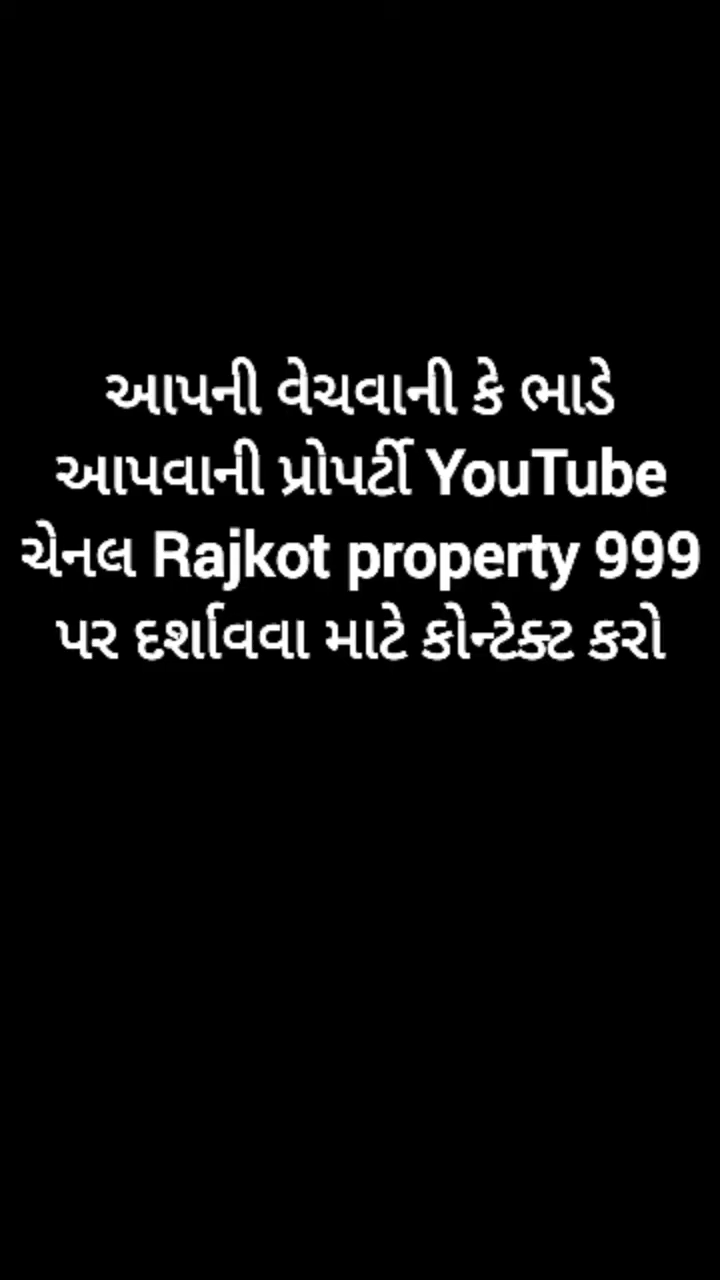 આપની વેચવાની કે ભાડે
આપવાની પ્રોપર્ટી YouTube
ચેનલ Rajkot property 999
પર દર્શાવવા માટે કોન્ટેક્ટ કરો